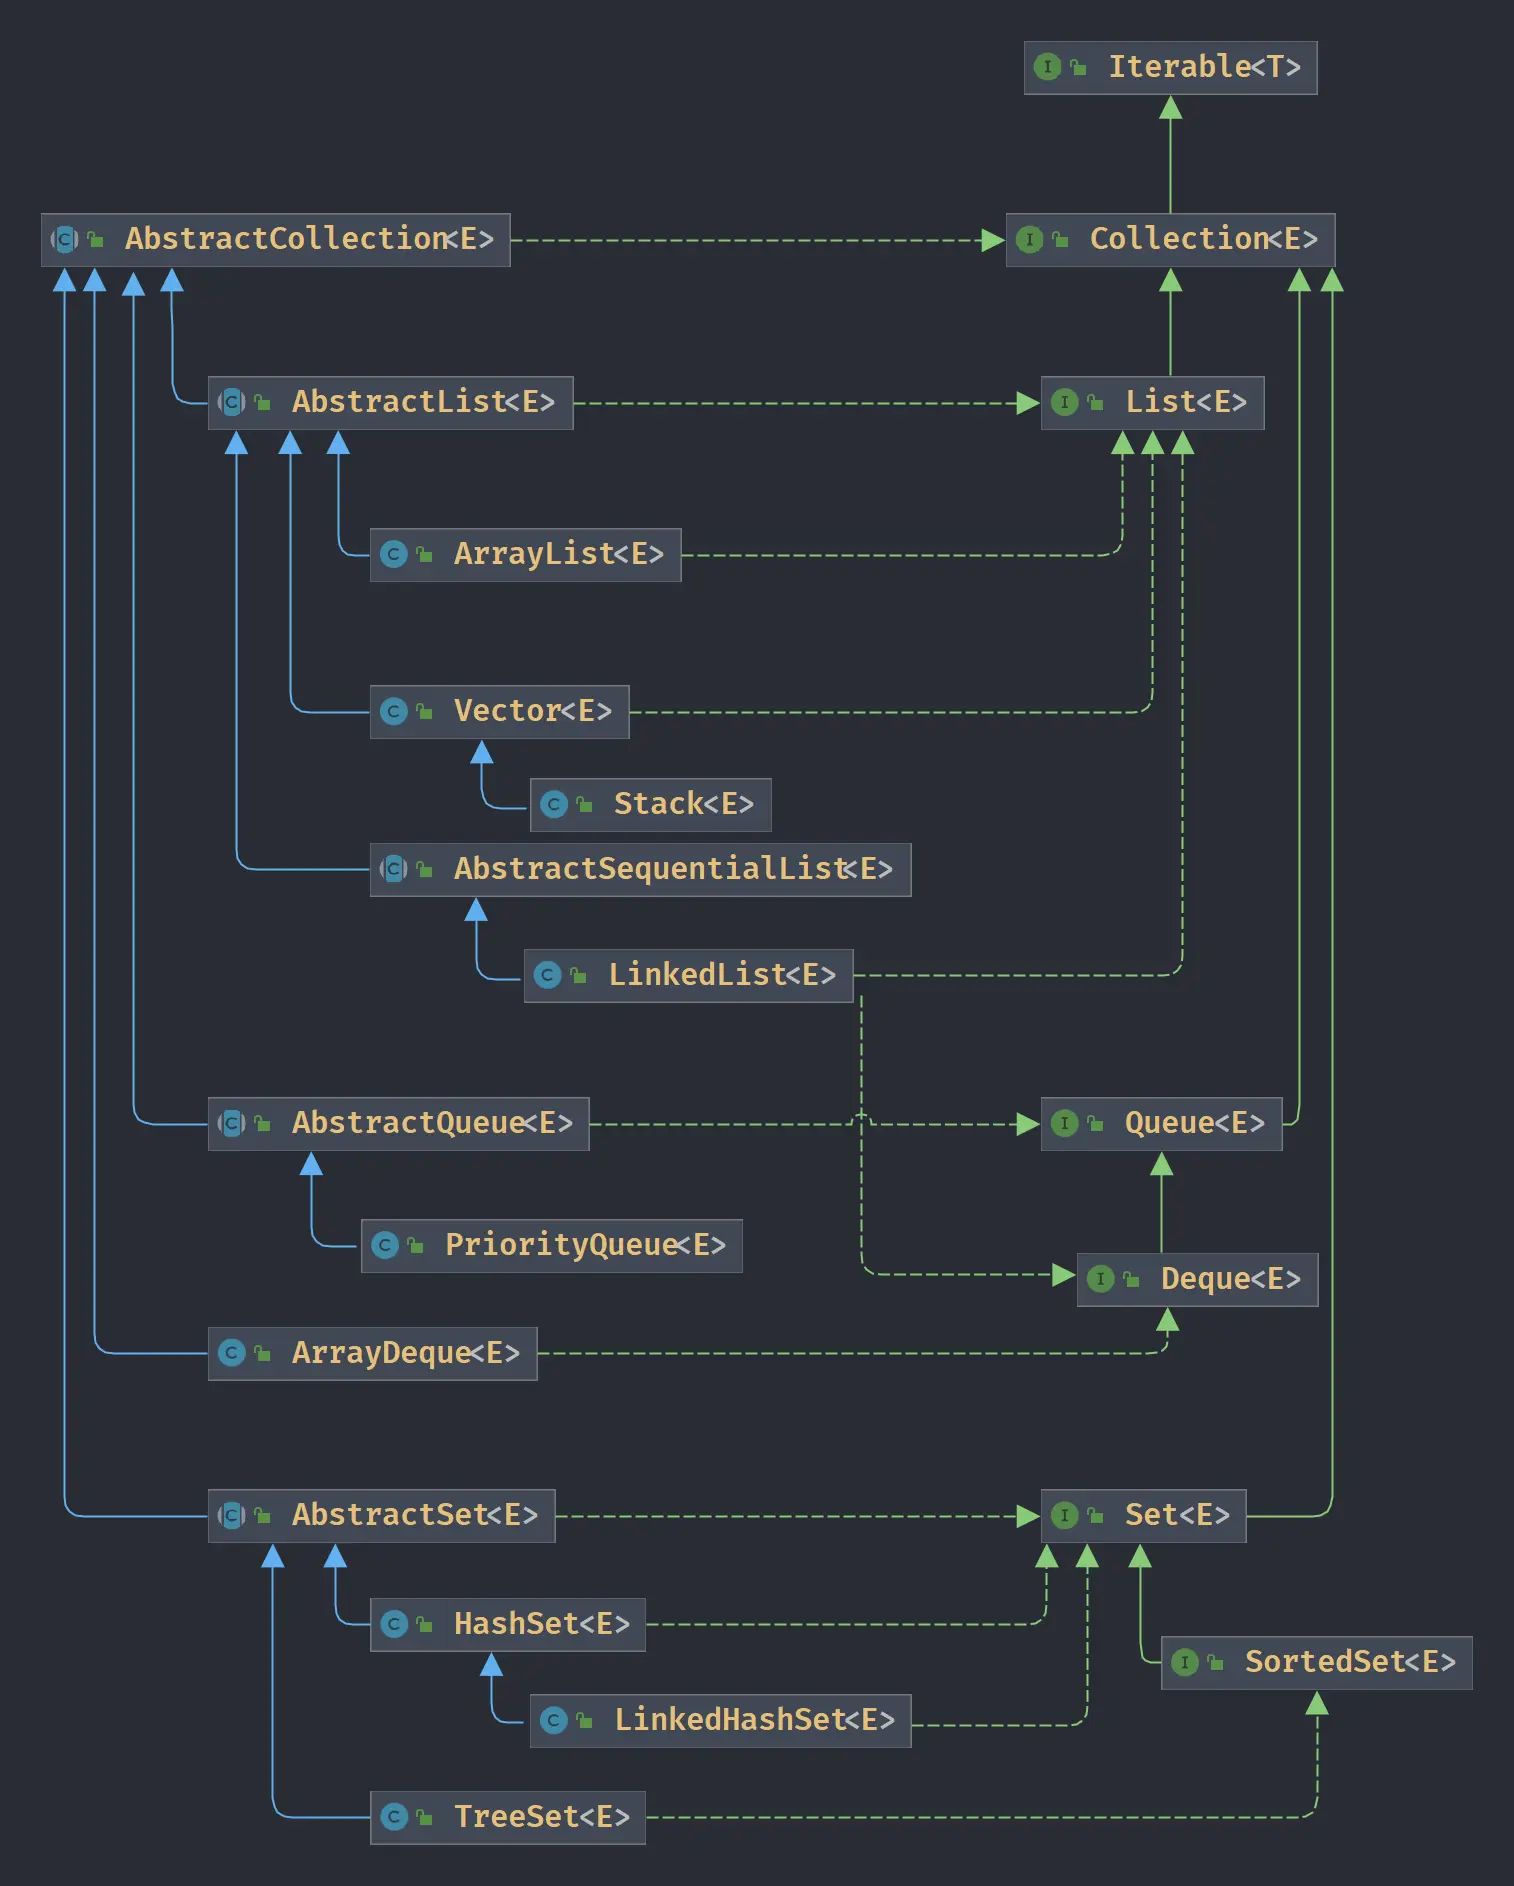 Iterable<T>
AbstractCollection<E>
Collection<E>
AbstractList<E>
List<E>
ArrayList<E>
Vector<E>
Stack<E>
AbstractSequentialList<E>
LinkedList<E>
AbstractQueue<E>
Queue<E>
PriorityQueue<E>
Deque<E>
ArrayDeque<E>
AbstractSet<E>
Set<E>
HashSet<E>
SortedSet<E>
LinkedHashSet<E>
TreeSet<E>